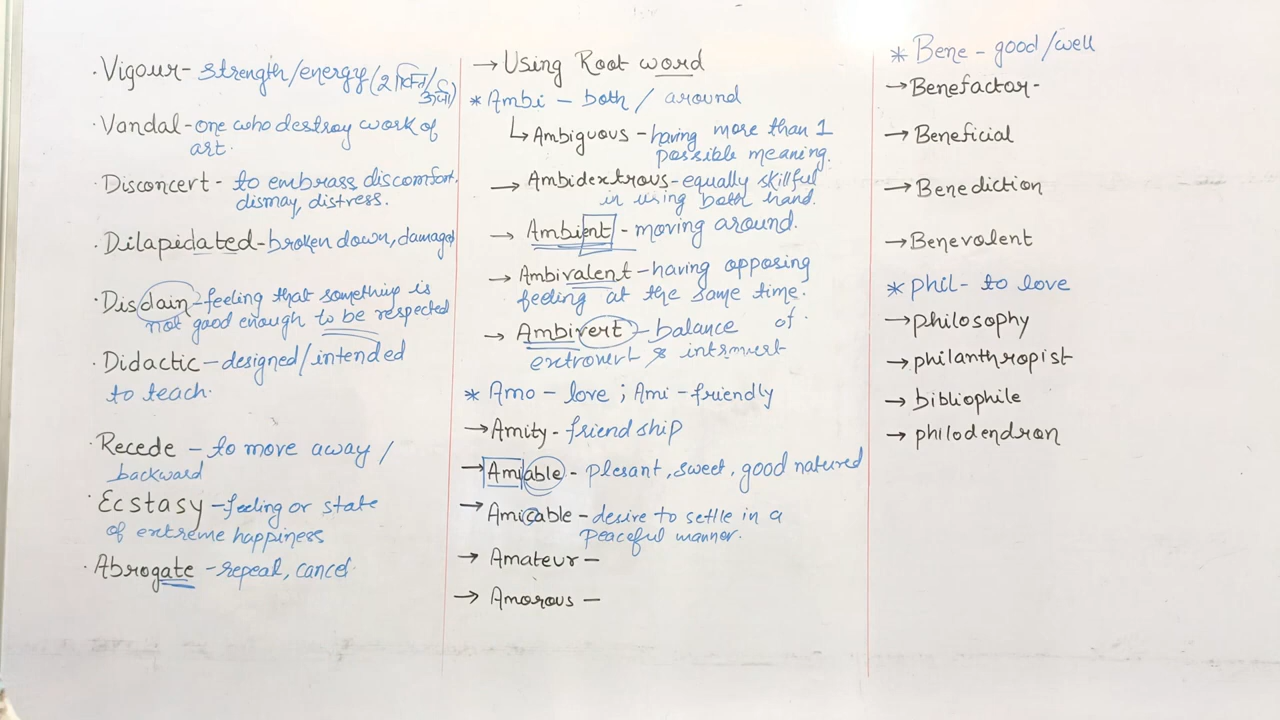 · Vigour - strength/energy (शक्ति/
ऊर्जा)
· Vandal - one who destroy work of
art.
· Disconcert - to embrass discomfort,
dismay, distress.
· Dilapidated - broken down, damaged
· Disdain - feeling that something is
not good enough to be respected
· Didactic - designed/intended
to teach.
· Recede - to move away /
backward
· Ecstasy - feeling or state
of extreme happiness
· Abrogate - repeal, cancel.
→ Using Root word
* Ambi - both / around
↳ Ambiguous - having more than 1
possible meaning.
→ Ambidextrous - equally skillful
in using both hand.
→ Ambient - moving around.
→ Ambivalent - having opposing
feeling at the same time.
→ Ambivert - balance of
extrovert & introvert
* Amo - love ; Ami - friendly
→ Amity - friendship
→ Amiable - plesant, sweet, good natured
→ Amicable - desire to settle in a
peaceful manner.
→ Amateur -
→ Amorous -
* Bene - good/well
→ Benefactor -
→ Beneficial
→ Benediction
→ Benevolent
* phil - to love
→ philosophy
→ philanthropist
→ bibliophile
→ philodendron